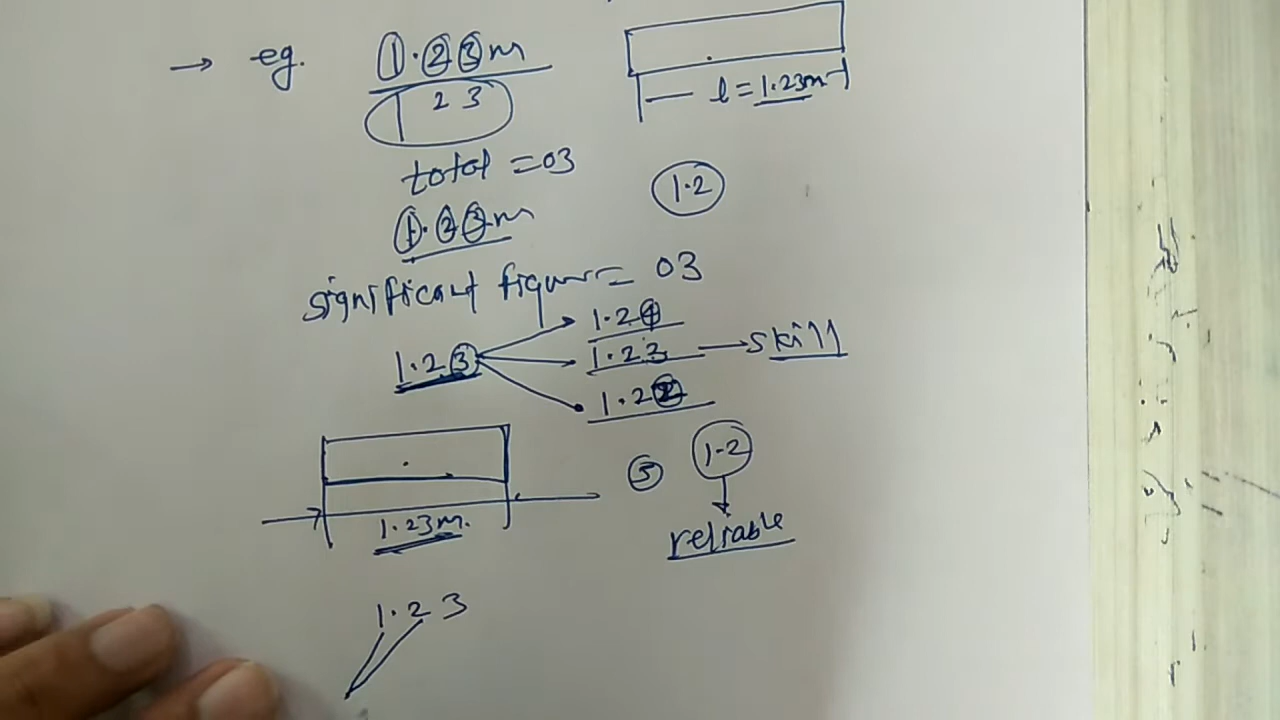 → eg. 1.23m
1 2 3
l = 1.23m
total = 03
1.2
1.23m
significant figure = 03
1.24
1.23 1.23 — skill
1.22
1.23m.
3 1.2
reliable
1.23